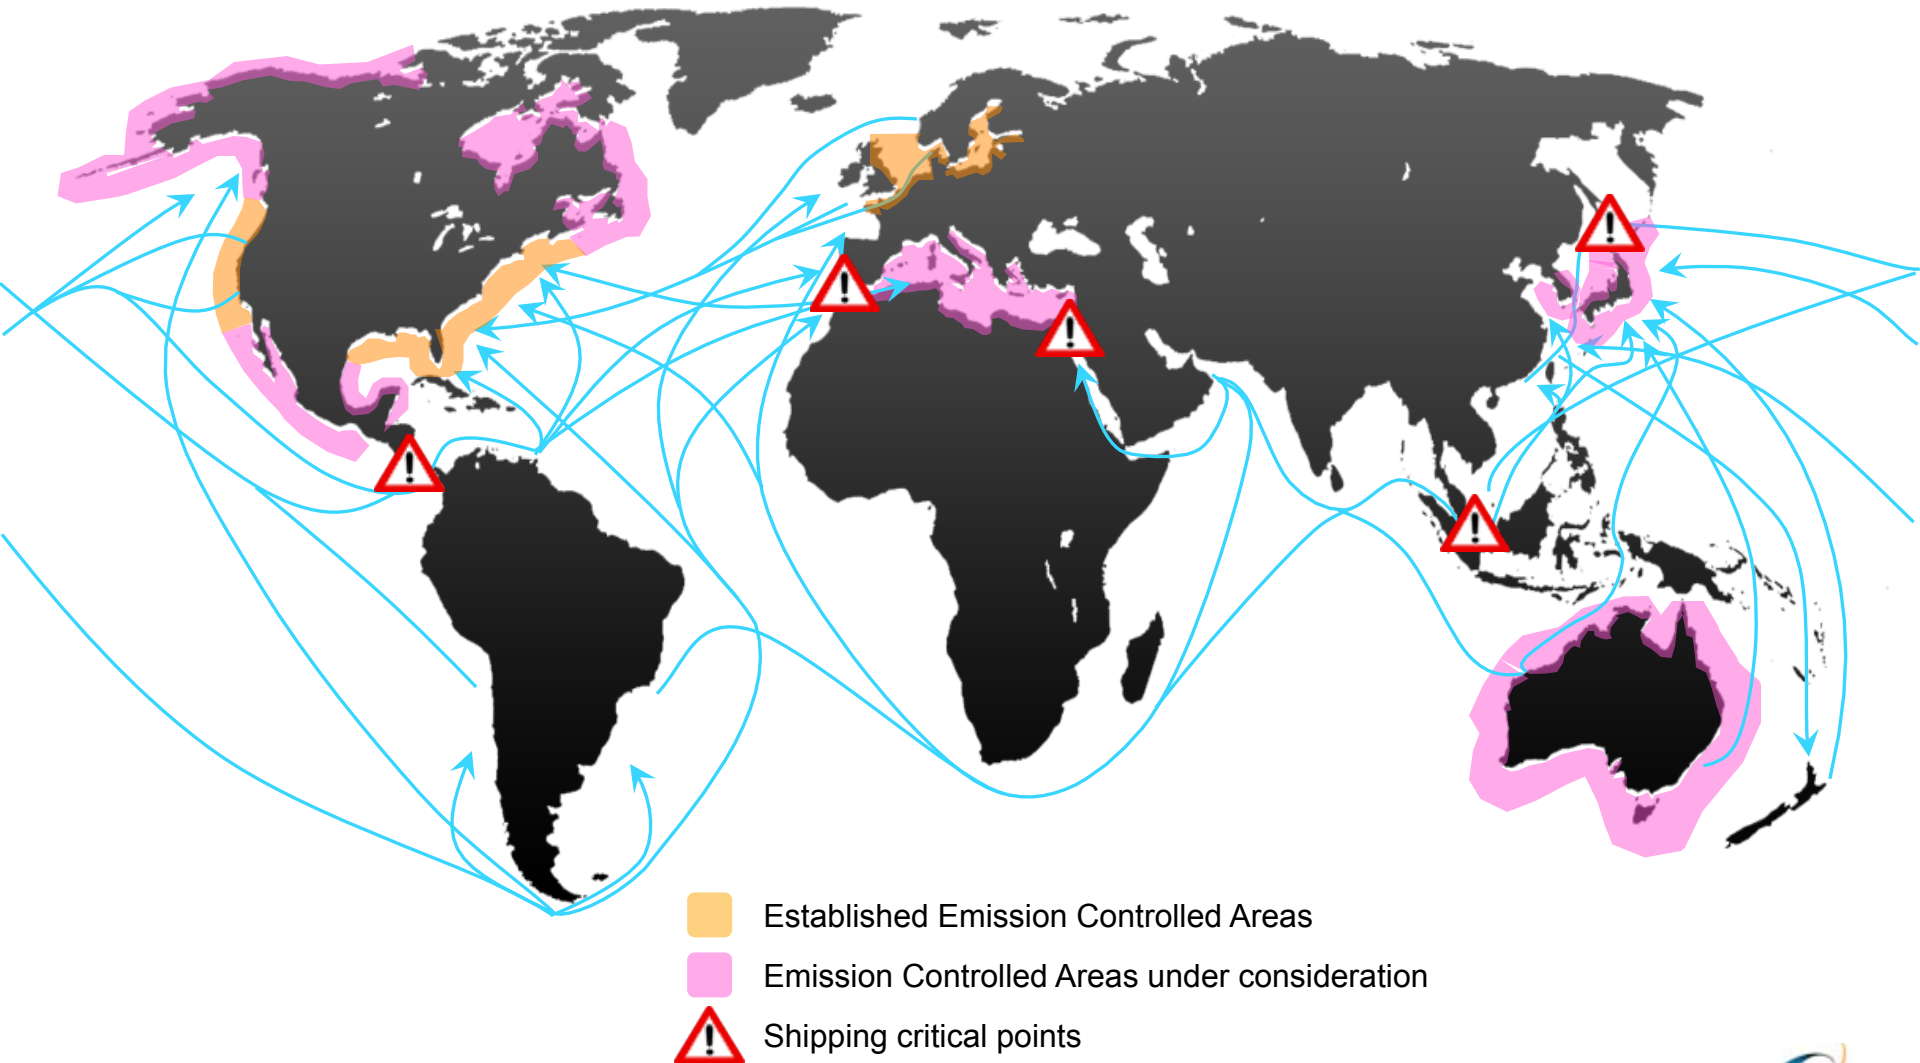 Established Emission Controlled Areas
Emission Controlled Areas under consideration
Shipping critical points